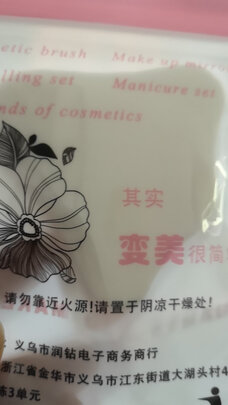 etic brush Make up mirro
lling set Manicure set
nds of cosmetics
其实
变美很简
请勿靠近火源!请置于阴凉干燥处!
义乌市润钻电子商务商行
浙江省金华市义乌市江东街道大湖头村4
栋3单元